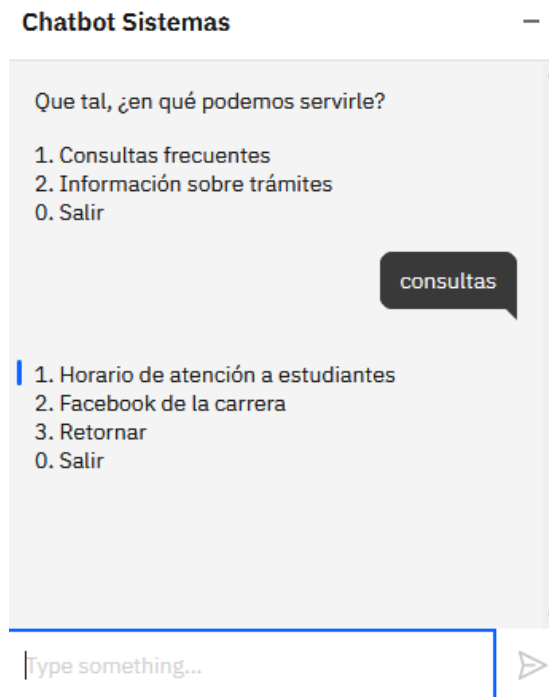 Chatbot Sistemas
Que tal, ¿en qué podemos servirle?
1. Consultas frecuentes
2. Información sobre trámites
0. Salir
consultas
1. Horario de atención a estudiantes
2. Facebook de la carrera
3. Retornar
0. Salir
Type something...